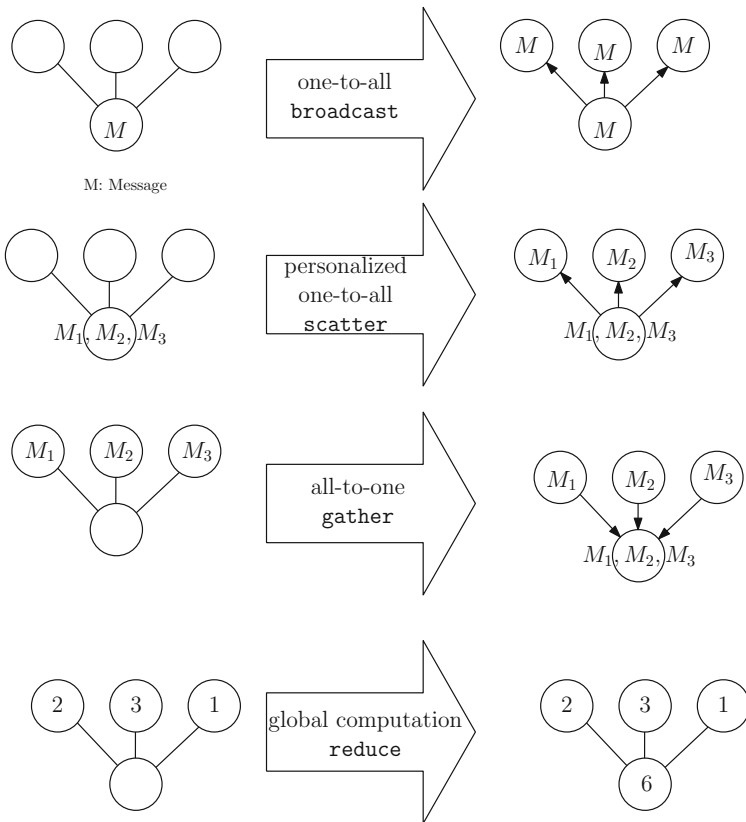 M M M
M
one-to-all
broadcast
M
M
M: Message
M₁ M₂ M₃
M₁, M₂, M₃
personalized
one-to-all
scatter
M₁, M₂, M₃
M₁ M₂ M₃
all-to-one
gather
M₁ M₂ M₃
M₁, M₂, M₃
2 3 1
global computation
reduce
2 3 1
6